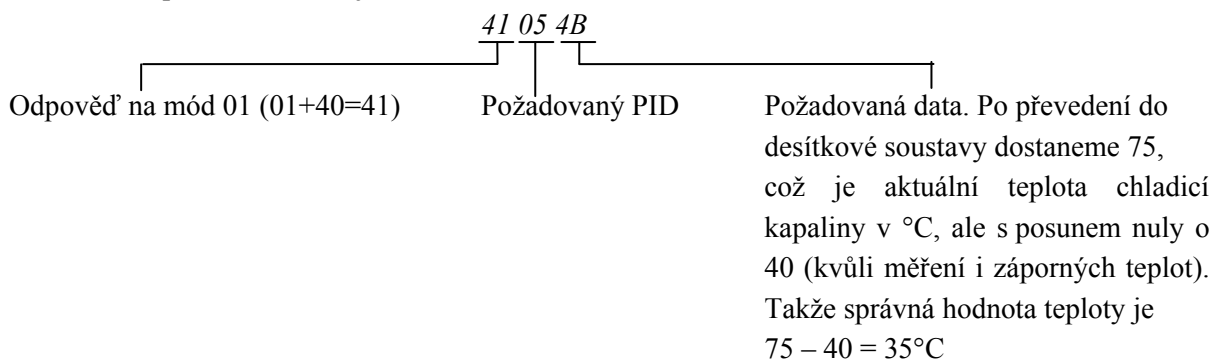 41 05 4B
Odpověď na mód 01 (01+40=41)
Požadovaný PID
Požadovaná data. Po převedení do
desítkové soustavy dostaneme 75,
což je aktuální teplota chladicí
kapaliny v °C, ale s posunem nuly o
40 (kvůli měření i záporných teplot).
Takže správná hodnota teploty je
75 – 40 = 35°C